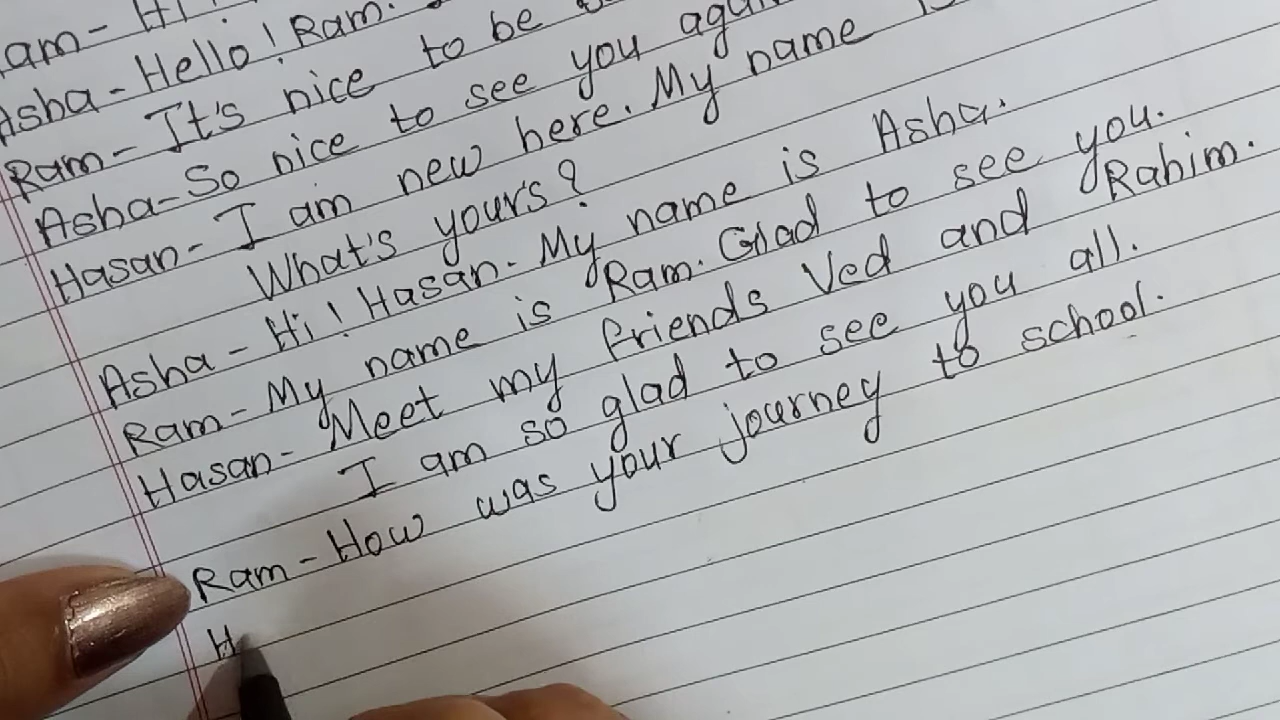 am - Hi!
Asha - Hello! Ram.
Ram - It's nice to be
Asha - So nice to see you again
Hasan - I am new here. My name
What's yours?
Asha - Hi! Hasan. My name is Asha.
Ram - My name is Ram. Glad to see you.
Hasan - Meet my friends Ved and Rahim.
I am so glad to see you all.
Ram - How was your journey to school.
H